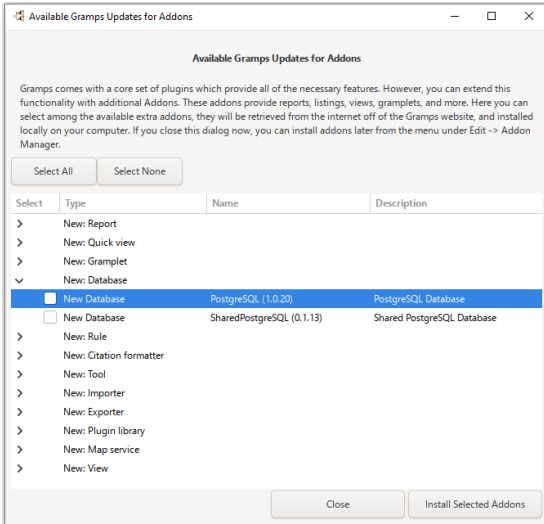 Available Gramps Updates for Addons
Available Gramps Updates for Addons
Gramps comes with a core set of plugins which provide all of the necessary features. However, you can extend this
functionality with additional Addons. These addons provide reports, listings, views, gramplets, and more. Here you can
select among the available extra addons, they will be retrieved from the internet off of the Gramps website, and installed
locally on your computer. If you close this dialog now, you can install addons later from the menu under Edit -> Addon
Manager.
Select All Select None
Select Type Name Description
New: Report
New: Quick view
New: Gramplet
New: Database
New Database PostgreSQL (1.0.20) PostgreSQL Database
New Database SharedPostgreSQL (0.1.13) Shared PostgreSQL Database
New: Rule
New: Citation formatter
New: Tool
New: Importer
New: Exporter
New: Plugin library
New: Map service
New: View
Close Install Selected Addons